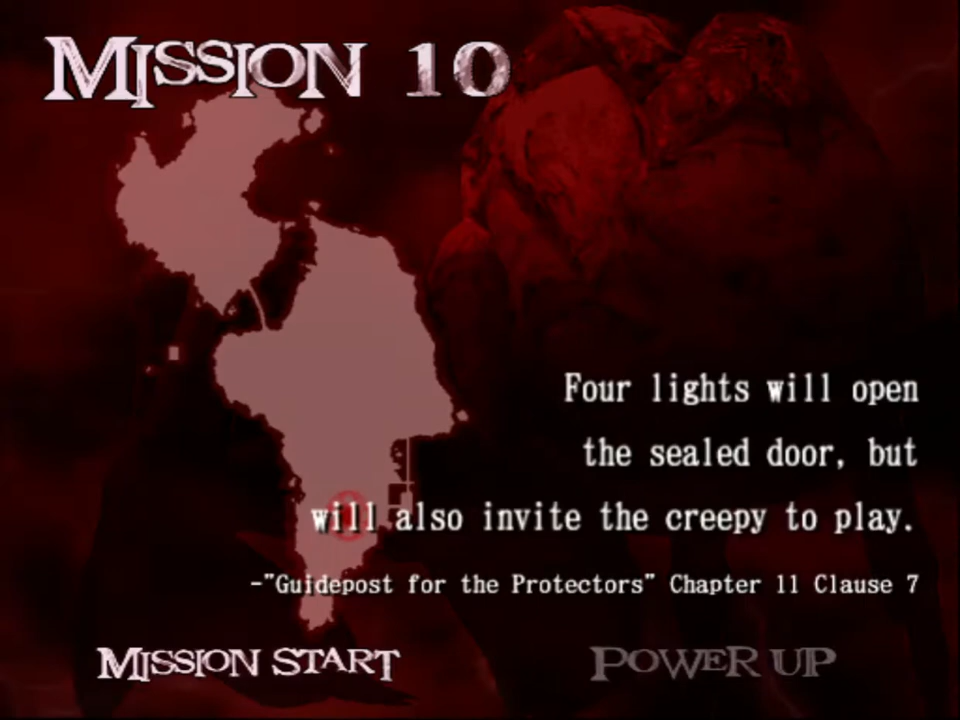 MISSION 10
Four lights will open
the sealed door, but
will also invite the creepy to play.
-"Guidepost for the Protectors" Chapter 11 Clause 7
MISSION START
POWER UP